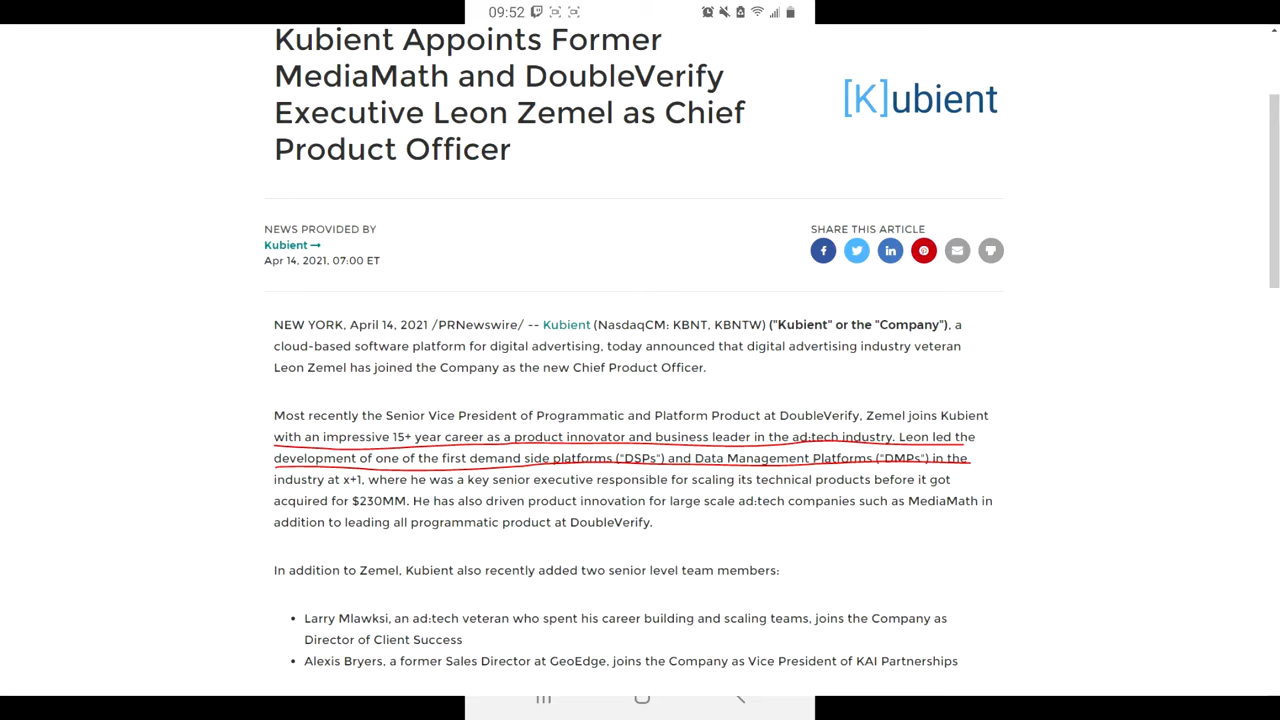 09:52
Kubient Appoints Former
MediaMath and DoubleVerify
Executive Leon Zemel as Chief
Product Officer
[K]ubient
NEWS PROVIDED BY
Kubient
Apr 14, 2021, 07:00 ET
SHARE THIS ARTICLE
NEW YORK, April 14, 2021 /PRNewswire/ -- Kubient (NasdaqCM: KBNT, KBNTW) ("Kubient" or the "Company"), a
cloud-based software platform for digital advertising, today announced that digital advertising industry veteran
Leon Zemel has joined the Company as the new Chief Product Officer.
Most recently the Senior Vice President of Programmatic and Platform Product at DoubleVerify, Zemel joins Kubient
with an impressive 15+ year career as a product innovator and business leader in the ad:tech industry. Leon led the
development of one of the first demand side platforms ("DSPs") and Data Management Platforms ("DMPs") in the
industry at x+1, where he was a key senior executive responsible for scaling its technical products before it got
acquired for $230MM. He has also driven product innovation for large scale ad:tech companies such as MediaMath in
addition to leading all programmatic product at DoubleVerify.
In addition to Zemel, Kubient also recently added two senior level team members:
• Larry Mlawksi, an ad:tech veteran who spent his career building and scaling teams, joins the Company as
Director of Client Success
• Alexis Bryers, a former Sales Director at GeoEdge, joins the Company as Vice President of KAI Partnerships